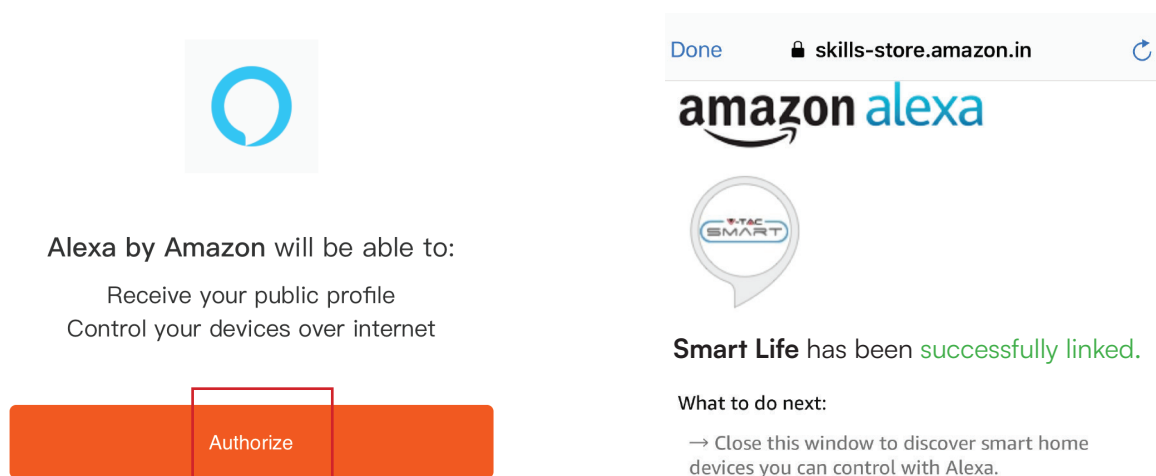 Alexa by Amazon will be able to:
Receive your public profile
Control your devices over internet
Authorize
Done
skills-store.amazon.in
amazon alexa
V-TAC
SMART
Smart Life has been successfully linked.
What to do next:
→ Close this window to discover smart home
devices you can control with Alexa.